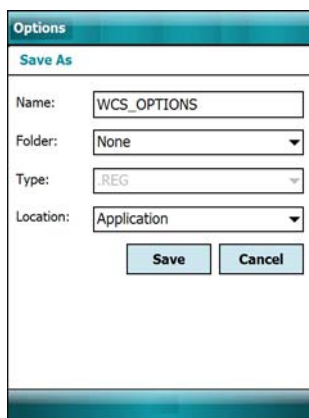 Options
Save As
Name: WCS_OPTIONS
Folder: None
Type: .REG
Location: Application
Save Cancel